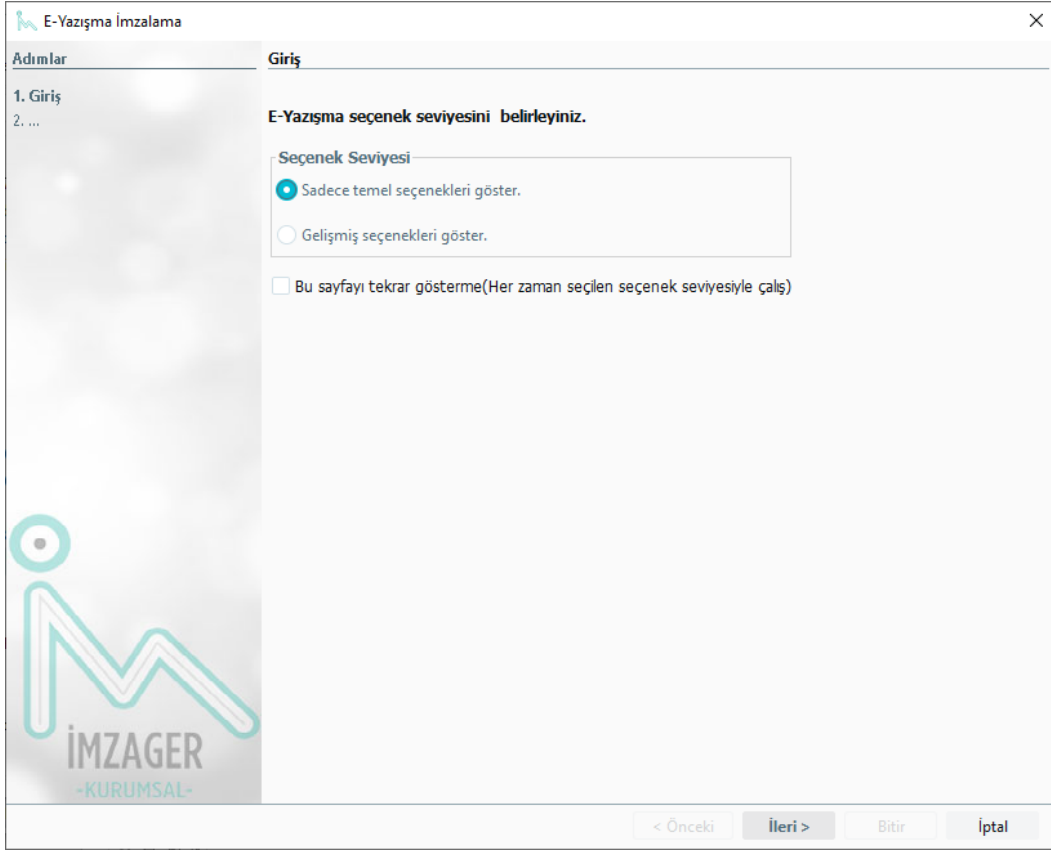 E-Yazışma İmzalama
Adımlar
1. Giriş
2. ...
Giriş
E-Yazışma seçenek seviyesini  belirleyiniz.
Seçenek Seviyesi
Sadece temel seçenekleri göster.
Gelişmiş seçenekleri göster.
Bu sayfayı tekrar gösterme(Her zaman seçilen seçenek seviyesiyle çalış)
İMZAGER
-KURUMSAL-
< Önceki
İleri >
Bitir
İptal